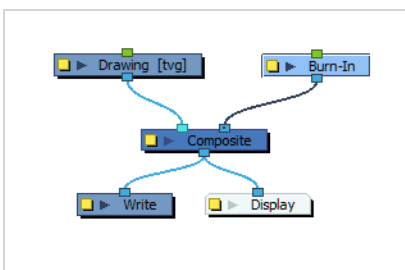 Drawing [tvg]
Burn-In
Composite
Write
Display